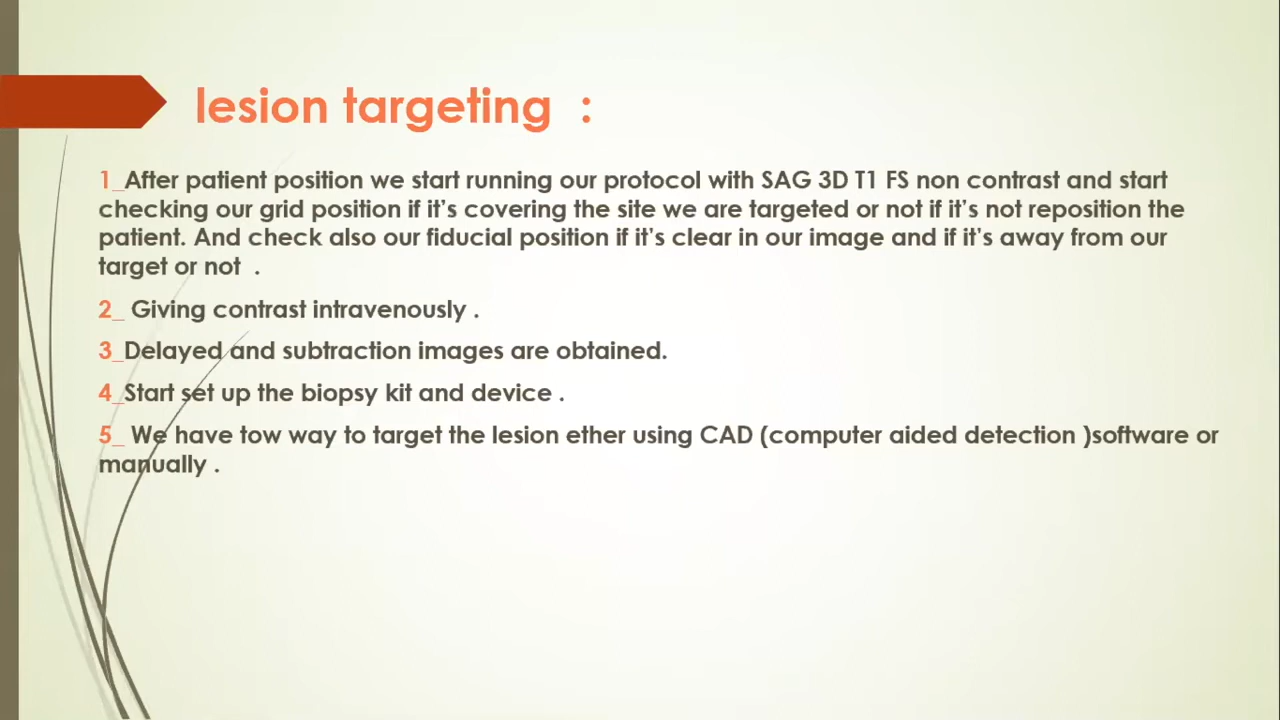 lesion targeting  :
1_After patient position we start running our protocol with SAG 3D T1 FS non contrast and start
checking our grid position if it's covering the site we are targeted or not if it's not reposition the
patient. And check also our fiducial position if it's clear in our image and if it's away from our
target or not  .
2_ Giving contrast intravenously .
3_Delayed and subtraction images are obtained.
4_Start set up the biopsy kit and device .
5_ We have tow way to target the lesion ether using CAD (computer aided detection )software or
manually .